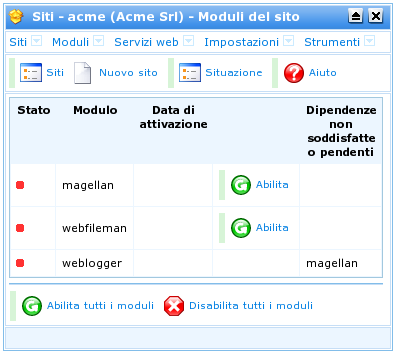 Siti - acme (Acme Srl) - Moduli del sito
Siti Moduli Servizi web Impostazioni Strumenti
Siti Nuovo sito Situazione Aiuto
Stato Modulo Data di attivazione Dipendenze non soddisfatte o pendenti
magellan Abilita
webfileman Abilita
weblogger magellan
Abilita tutti i moduli Disabilita tutti i moduli